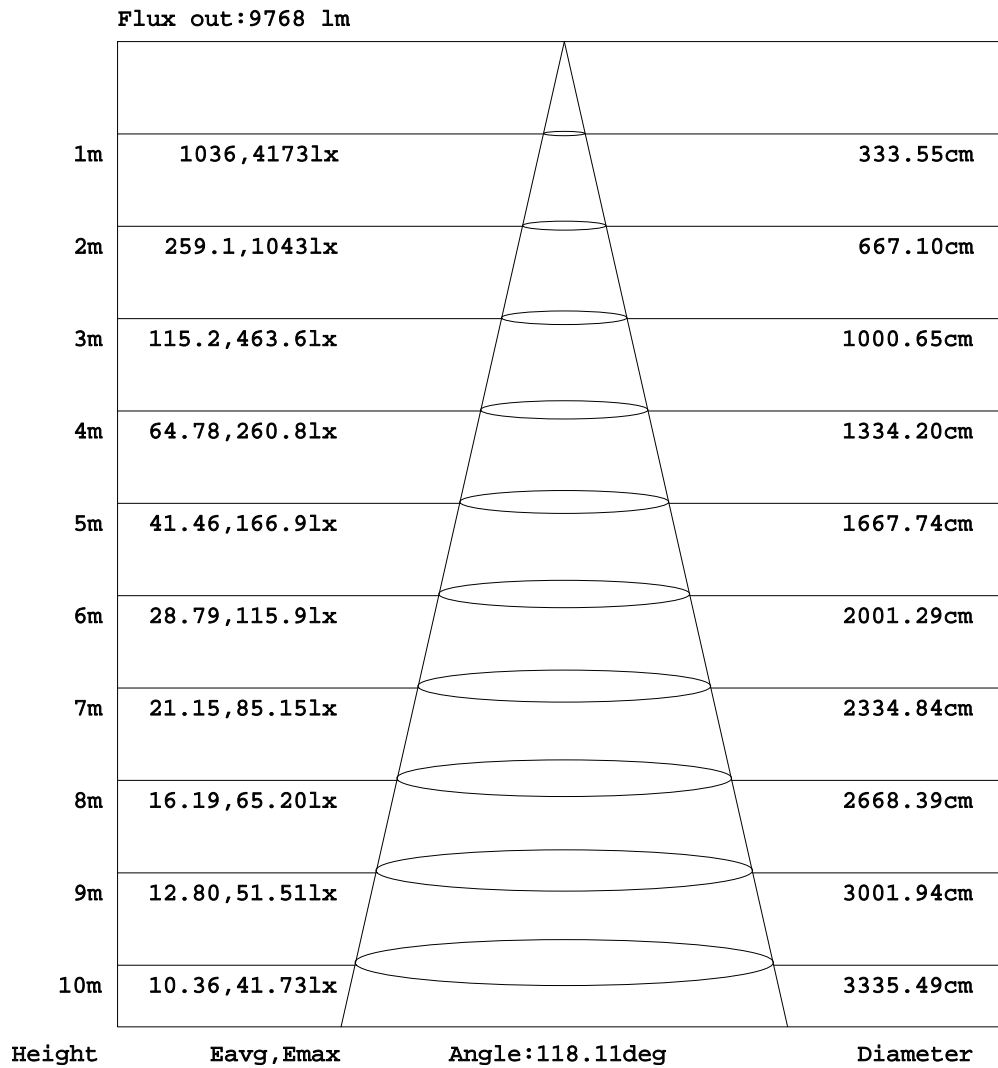 Flux out:9768 lm
1m 1036,4173lx 333.55cm
2m 259.1,1043lx 667.10cm
3m 115.2,463.6lx 1000.65cm
4m 64.78,260.8lx 1334.20cm
5m 41.46,166.9lx 1667.74cm
6m 28.79,115.9lx 2001.29cm
7m 21.15,85.15lx 2334.84cm
8m 16.19,65.20lx 2668.39cm
9m 12.80,51.51lx 3001.94cm
10m 10.36,41.73lx 3335.49cm
Height Eavg,Emax Angle:118.11deg Diameter